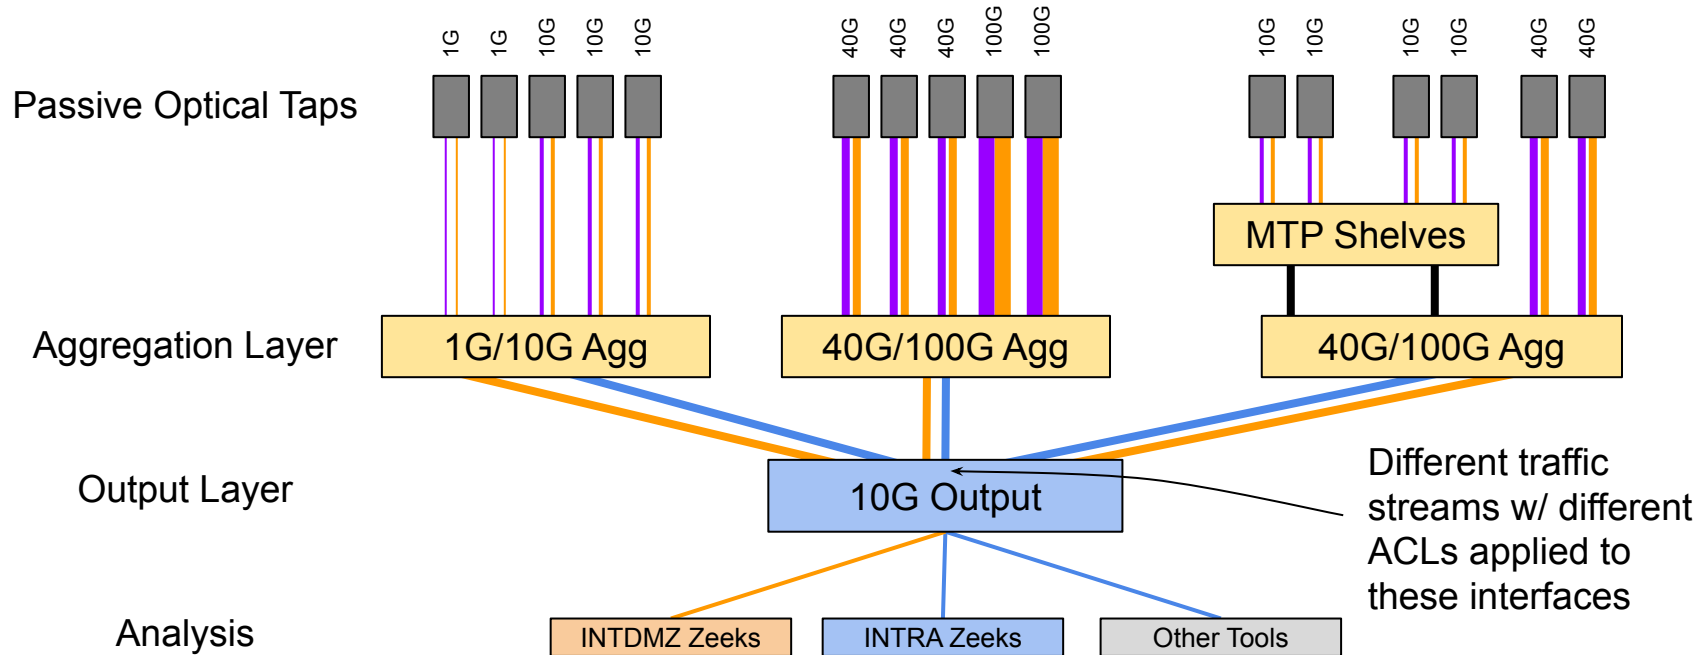 1G
1G
10G
10G
10G
40G
40G
40G
100G
100G
10G
10G
10G
10G
40G
40G
Passive Optical Taps
MTP Shelves
Aggregation Layer
1G/10G Agg
40G/100G Agg
40G/100G Agg
Output Layer
10G Output
Different traffic
streams w/ different
ACLs applied to
these interfaces
Analysis
INTDMZ Zeeks
INTRA Zeeks
Other Tools